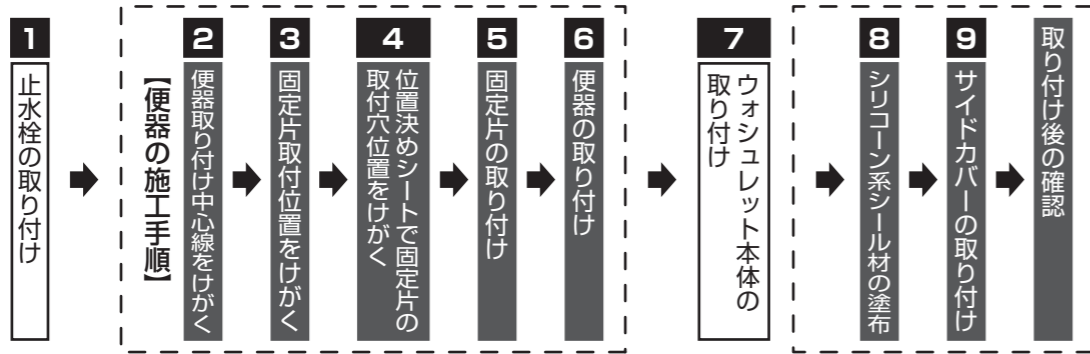 1
止水栓の取り付け
【便器の施工手順】
2
便器取り付け中心線をけがく
3
固定片取付位置をけがく
4
位置決めシートで固定片の
取付穴位置をけがく
5
固定片の取り付け
6
便器の取り付け
7
ウォシュレット本体の
取り付け
8
シリコーン系シール材の塗布
9
サイドカバーの取り付け
取り付け後の確認